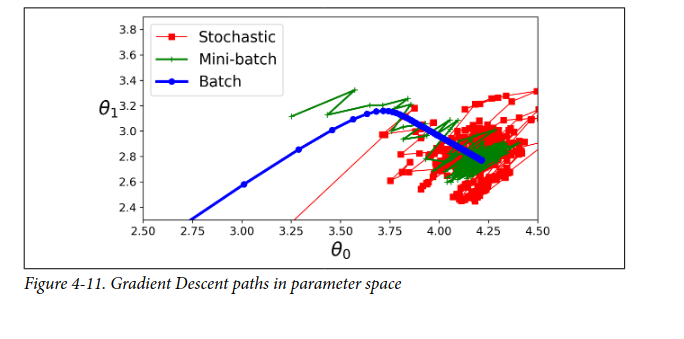 3.8
3.6
3.4
3.2
3.0
2.8
2.6
2.4
θ1
Stochastic
Mini-batch
Batch
2.50 2.75 3.00 3.25 3.50 3.75 4.00 4.25 4.50
θ0
Figure 4-11. Gradient Descent paths in parameter space